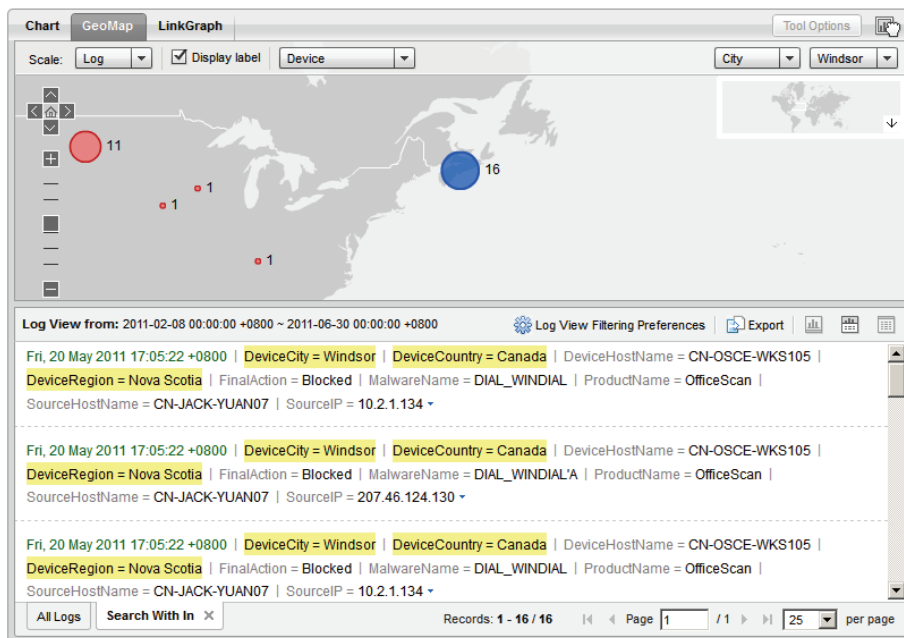 Chart GeoMap LinkGraph Tool Options
Scale: Log Display label Device City Windsor
11
16
1
1
1
Log View from: 2011-02-08 00:00:00 +0800 ~ 2011-06-30 00:00:00 +0800 Log View Filtering Preferences | Export
Fri, 20 May 2011 17:05:22 +0800 | DeviceCity = Windsor | DeviceCountry = Canada | DeviceHostName = CN-OSCE-WKS105 |
DeviceRegion = Nova Scotia | FinalAction = Blocked | MalwareName = DIAL_WINDIAL | ProductName = OfficeScan |
SourceHostName = CN-JACK-YUAN07 | SourceIP = 10.2.1.134
Fri, 20 May 2011 17:05:22 +0800 | DeviceCity = Windsor | DeviceCountry = Canada | DeviceHostName = CN-OSCE-WKS105 |
DeviceRegion = Nova Scotia | FinalAction = Blocked | MalwareName = DIAL_WINDIAL'A | ProductName = OfficeScan |
SourceHostName = CN-JACK-YUAN07 | SourceIP = 207.46.124.130
Fri, 20 May 2011 17:05:22 +0800 | DeviceCity = Windsor | DeviceCountry = Canada | DeviceHostName = CN-OSCE-WKS105 |
DeviceRegion = Nova Scotia | FinalAction = Blocked | MalwareName = DIAL_WINDIAL | ProductName = OfficeScan |
SourceHostName = CN-JACK-YUAN07 | SourceIP = 10.2.1.134
All Logs Search With In Records: 1 - 16 / 16 Page 1 / 1 25 per page